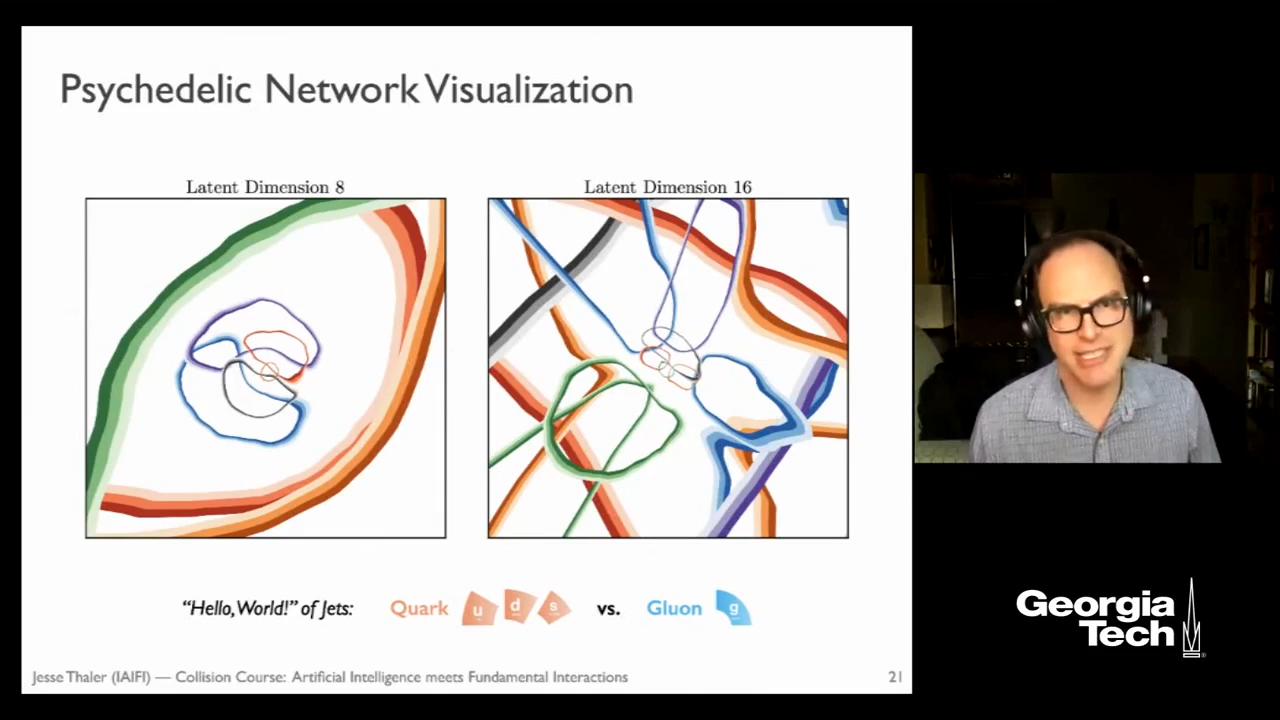 Psychedelic Network Visualization
Latent Dimension 8
Latent Dimension 16
"Hello, World!" of Jets: Quark u d s vs. Gluon g
Jesse Thaler (IAIFI) — Collision Course: Artificial Intelligence meets Fundamental Interactions 21
Georgia
Tech